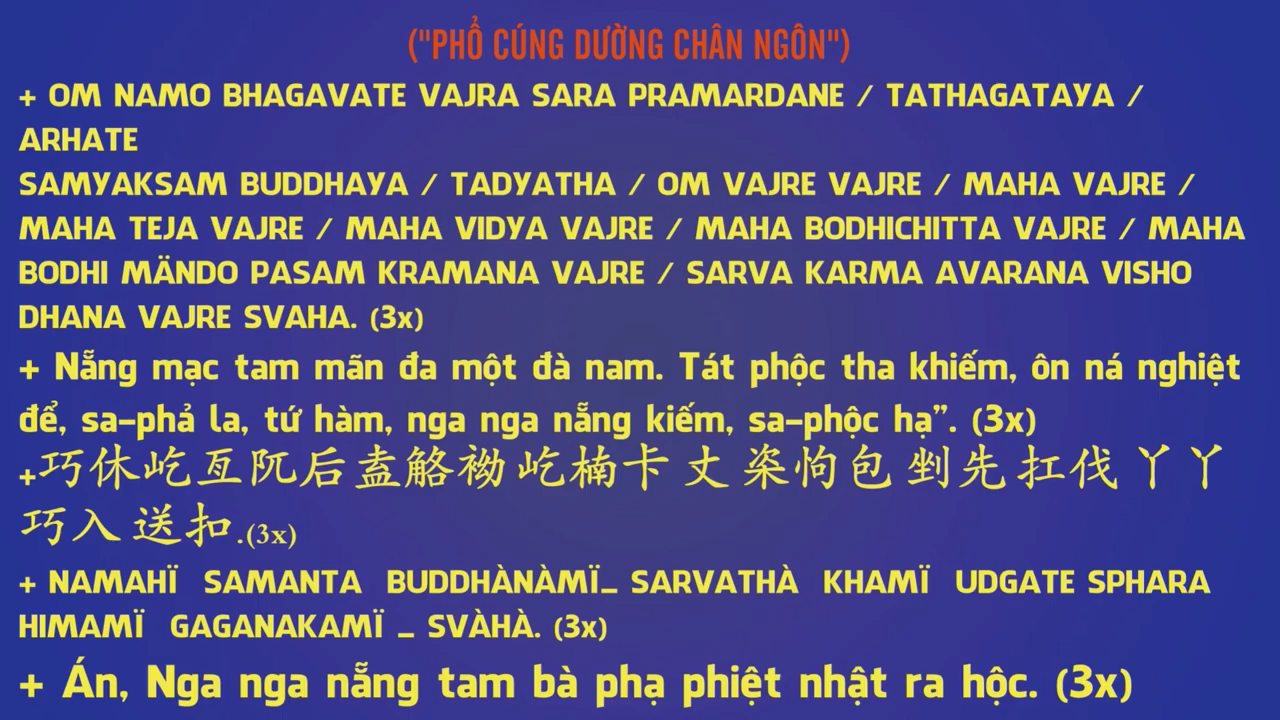 ("PHỔ CÚNG DƯỜNG CHÂN NGÔN")
+ OM NAMO BHAGAVATE VAJRA SARA PRAMARDANE / TATHAGATAYA /
ARHATE
SAMYAKSAM BUDDHAYA / TADYATHA / OM VAJRE VAJRE / MAHA VAJRE /
MAHA TEJA VAJRE / MAHA VIDYA VAJRE / MAHA BODHICHITTA VAJRE / MAHA
BODHI MÄNDO PASAM KRAMANA VAJRE / SARVA KARMA AVARANA VISHO
DHANA VAJRE SVAHA. (3x)
+ Nẵng mạc tam mãn đa một đà nam. Tát phộc tha khiếm, ôn ná nghiệt
để, sa-phả la, tứ hàm, nga nga nẵng kiếm, sa-phộc hạ”. (3x)
+巧休屹亙阢后盍觡袎屹楠卡丈楶怐包剉先扛伐丫丫
巧入送扣.(3x)
+ NAMAHÏ SAMANTA BUDDHÀNÀMÏ_ SARVATHÀ KHAMÏ UDGATE SPHARA
HIMAMÏ GAGANAKAMÏ _ SVÀHÀ. (3x)
+ Án, Nga nga nẵng tam bà phạ phiệt nhật ra hộc. (3x)